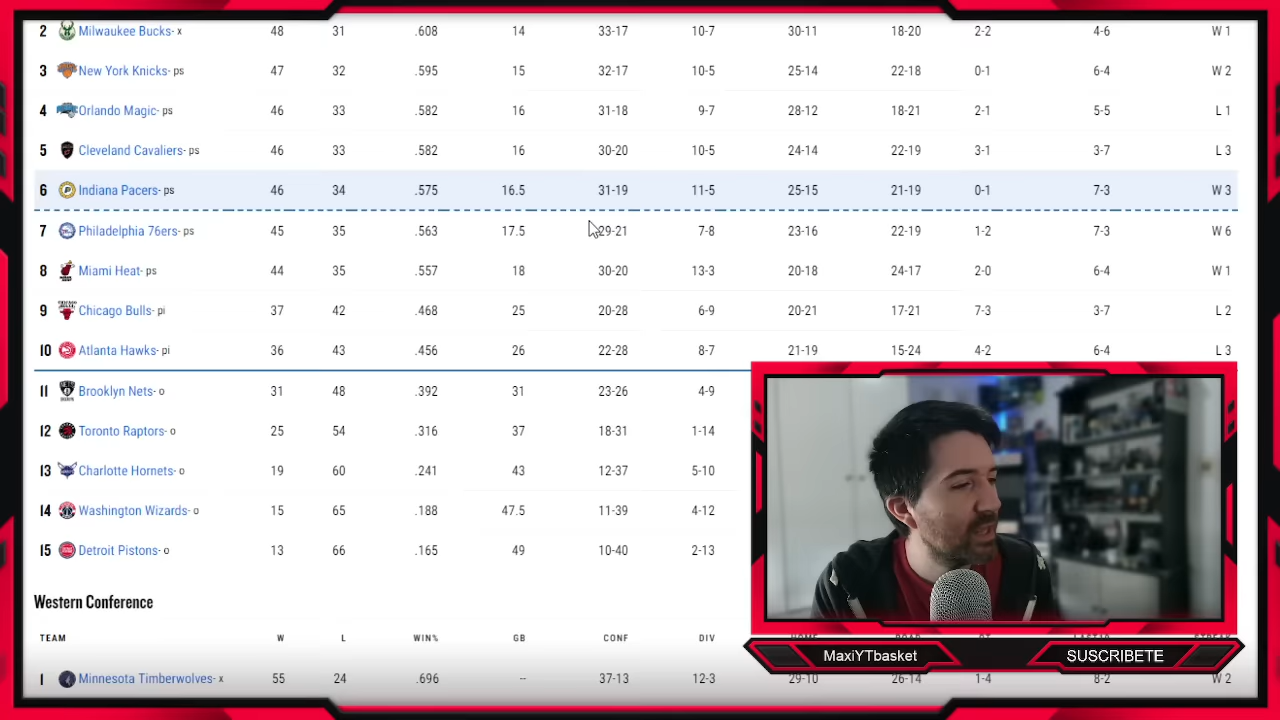 2 Milwaukee Bucks- x 48 31 .608 14 33-17 10-7 30-11 18-20 2-2 4-6 W 1
3 New York Knicks- ps 47 32 .595 15 32-17 10-5 25-14 22-18 0-1 6-4 W 2
4 Orlando Magic- ps 46 33 .582 16 31-18 9-7 28-12 18-21 2-1 5-5 L 1
5 Cleveland Cavaliers- ps 46 33 .582 16 30-20 10-5 24-14 22-19 3-1 3-7 L 3
6 Indiana Pacers- ps 46 34 .575 16.5 31-19 11-5 25-15 21-19 0-1 7-3 W 3
7 Philadelphia 76ers- ps 45 35 .563 17.5 29-21 7-8 23-16 22-19 1-2 7-3 W 6
8 Miami Heat- ps 44 35 .557 18 30-20 13-3 20-18 24-17 2-0 6-4 W 1
9 Chicago Bulls- pi 37 42 .468 25 20-28 6-9 20-21 17-21 7-3 3-7 L 2
10 Atlanta Hawks- pi 36 43 .456 26 22-28 8-7 21-19 15-24 4-2 6-4 L 3
11 Brooklyn Nets- o 31 48 .392 31 23-26 4-9
12 Toronto Raptors- o 25 54 .316 37 18-31 1-14
13 Charlotte Hornets- o 19 60 .241 43 12-37 5-10
14 Washington Wizards- o 15 65 .188 47.5 11-39 4-12
15 Detroit Pistons- o 13 66 .165 49 10-40 2-13
Western Conference
TEAM W L WIN% GB CONF DIV
1 Minnesota Timberwolves- x 55 24 .696 -- 37-13 12-3 29-10 26-14 1-4 8-2 W 2
MaxiYTbasket
SUSCRIBETE